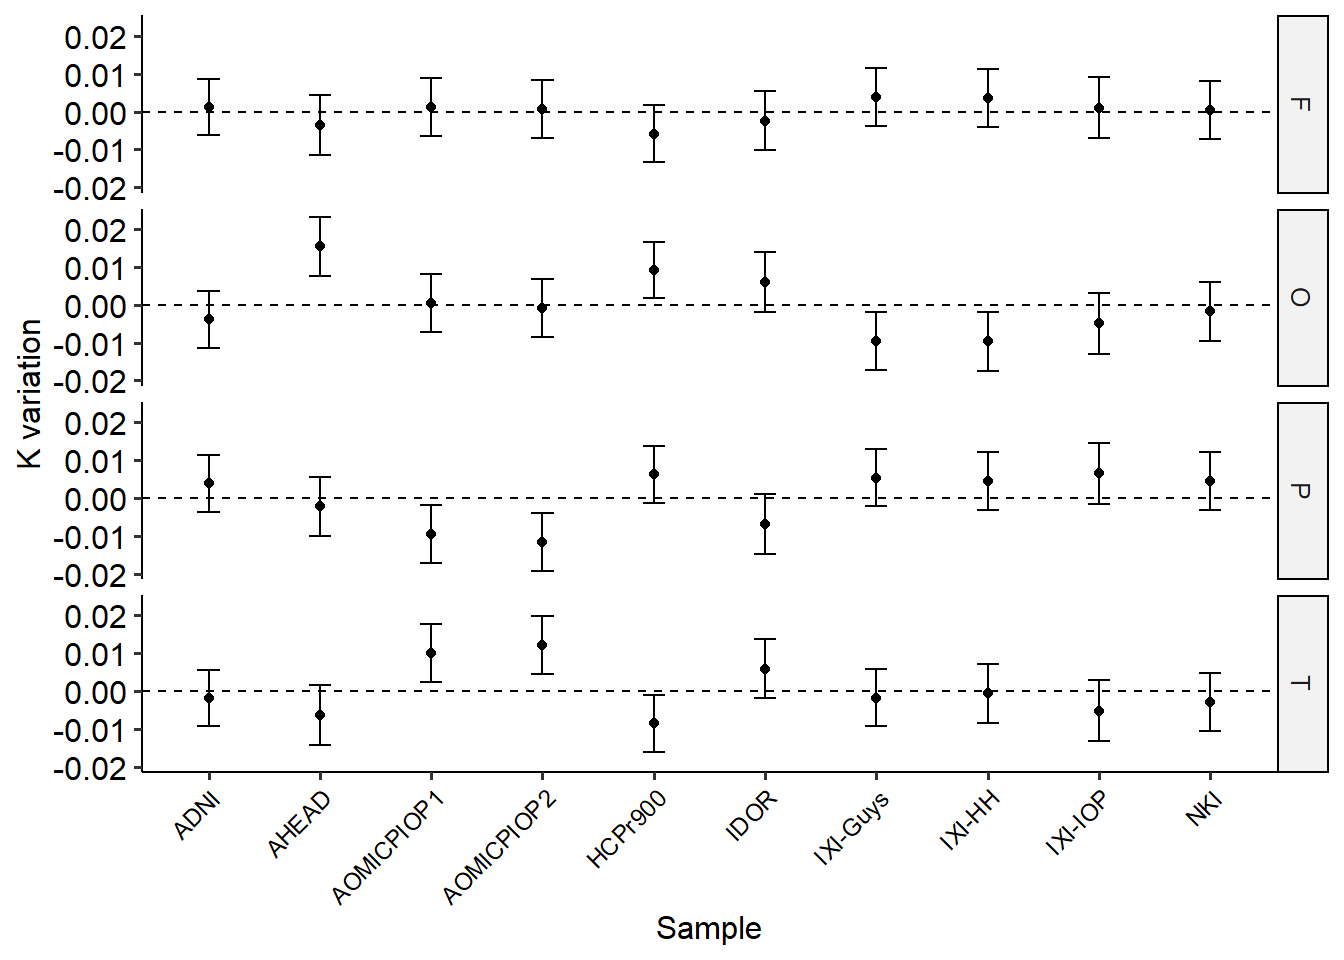 0.02
0.01
0.00
-0.01
-0.02
F
0.02
0.01
0.00
-0.01
-0.02
O
0.02
0.01
0.00
-0.01
-0.02
P
0.02
0.01
0.00
-0.01
-0.02
T
K variation
ADNI
AHEAD
AOMICPIOP1
AOMICPIOP2
HCPr900
IDOR
IXI-Guys
IXI-HH
IXI-IOP
NKI
Sample